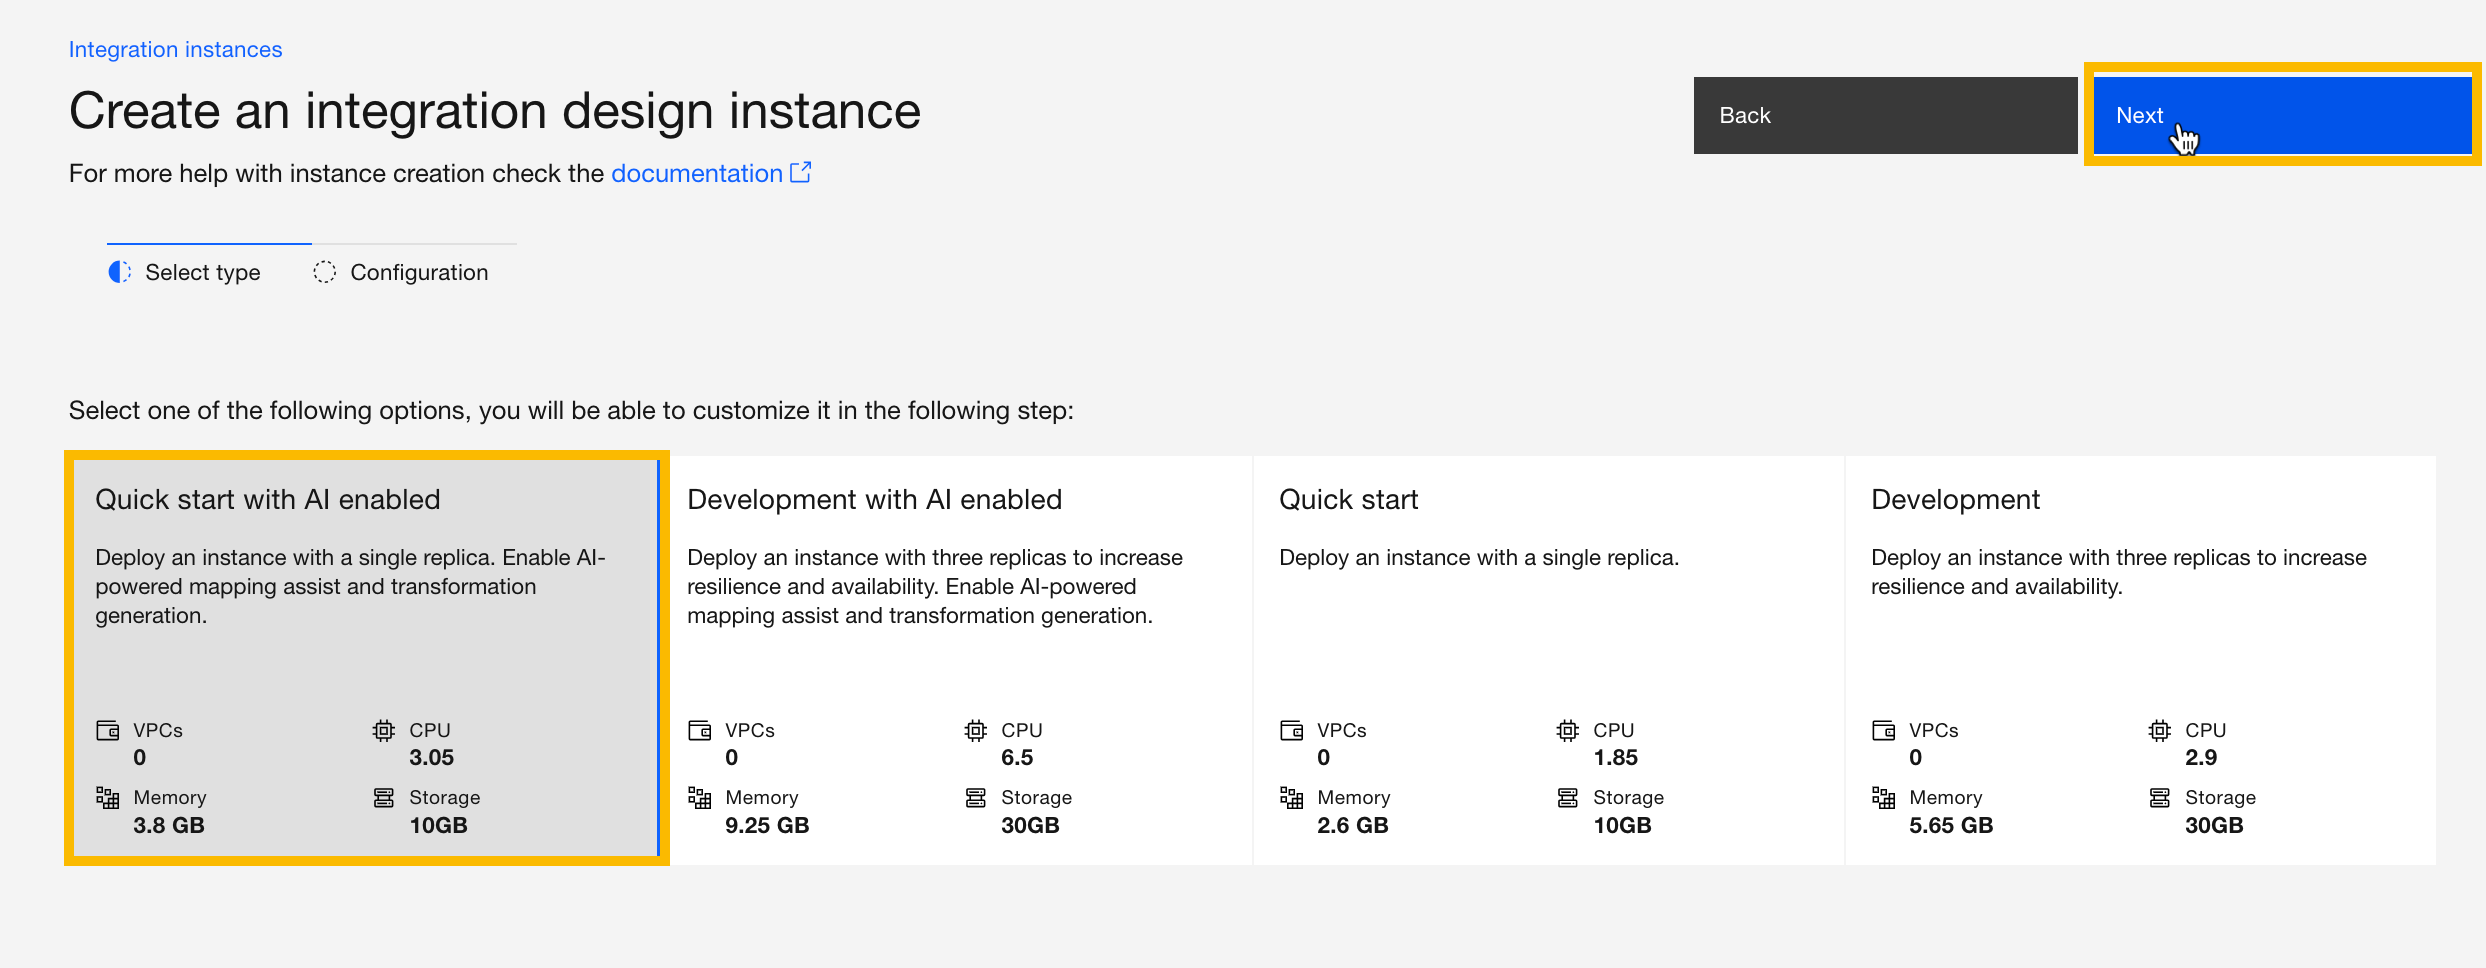 Integration instances
Create an integration design instance
Back
Next
For more help with instance creation check the documentation
Select type
Configuration
Select one of the following options, you will be able to customize it in the following step:
Quick start with AI enabled
Deploy an instance with a single replica. Enable AI-
powered mapping assist and transformation
generation.
VPCs
0
CPU
3.05
Memory
3.8 GB
Storage
10GB
Development with AI enabled
Deploy an instance with three replicas to increase
resilience and availability. Enable AI-powered
mapping assist and transformation generation.
VPCs
0
CPU
6.5
Memory
9.25 GB
Storage
30GB
Quick start
Deploy an instance with a single replica.
VPCs
0
CPU
1.85
Memory
2.6 GB
Storage
10GB
Development
Deploy an instance with three replicas to increase
resilience and availability.
VPCs
0
CPU
2.9
Memory
5.65 GB
Storage
30GB